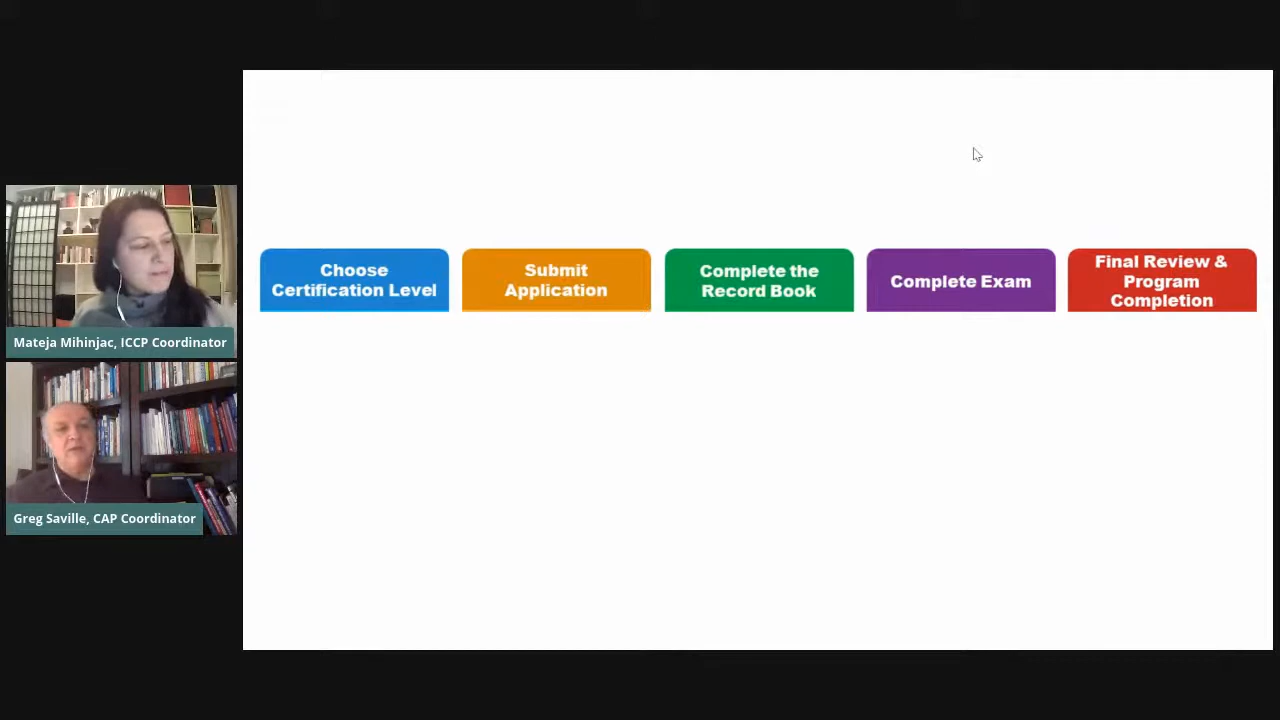 Choose
Certification Level
Submit
Application
Complete the
Record Book
Complete Exam
Final Review &
Program
Completion
Mateja Mihinjac, ICCP Coordinator
Greg Saville, CAP Coordinator